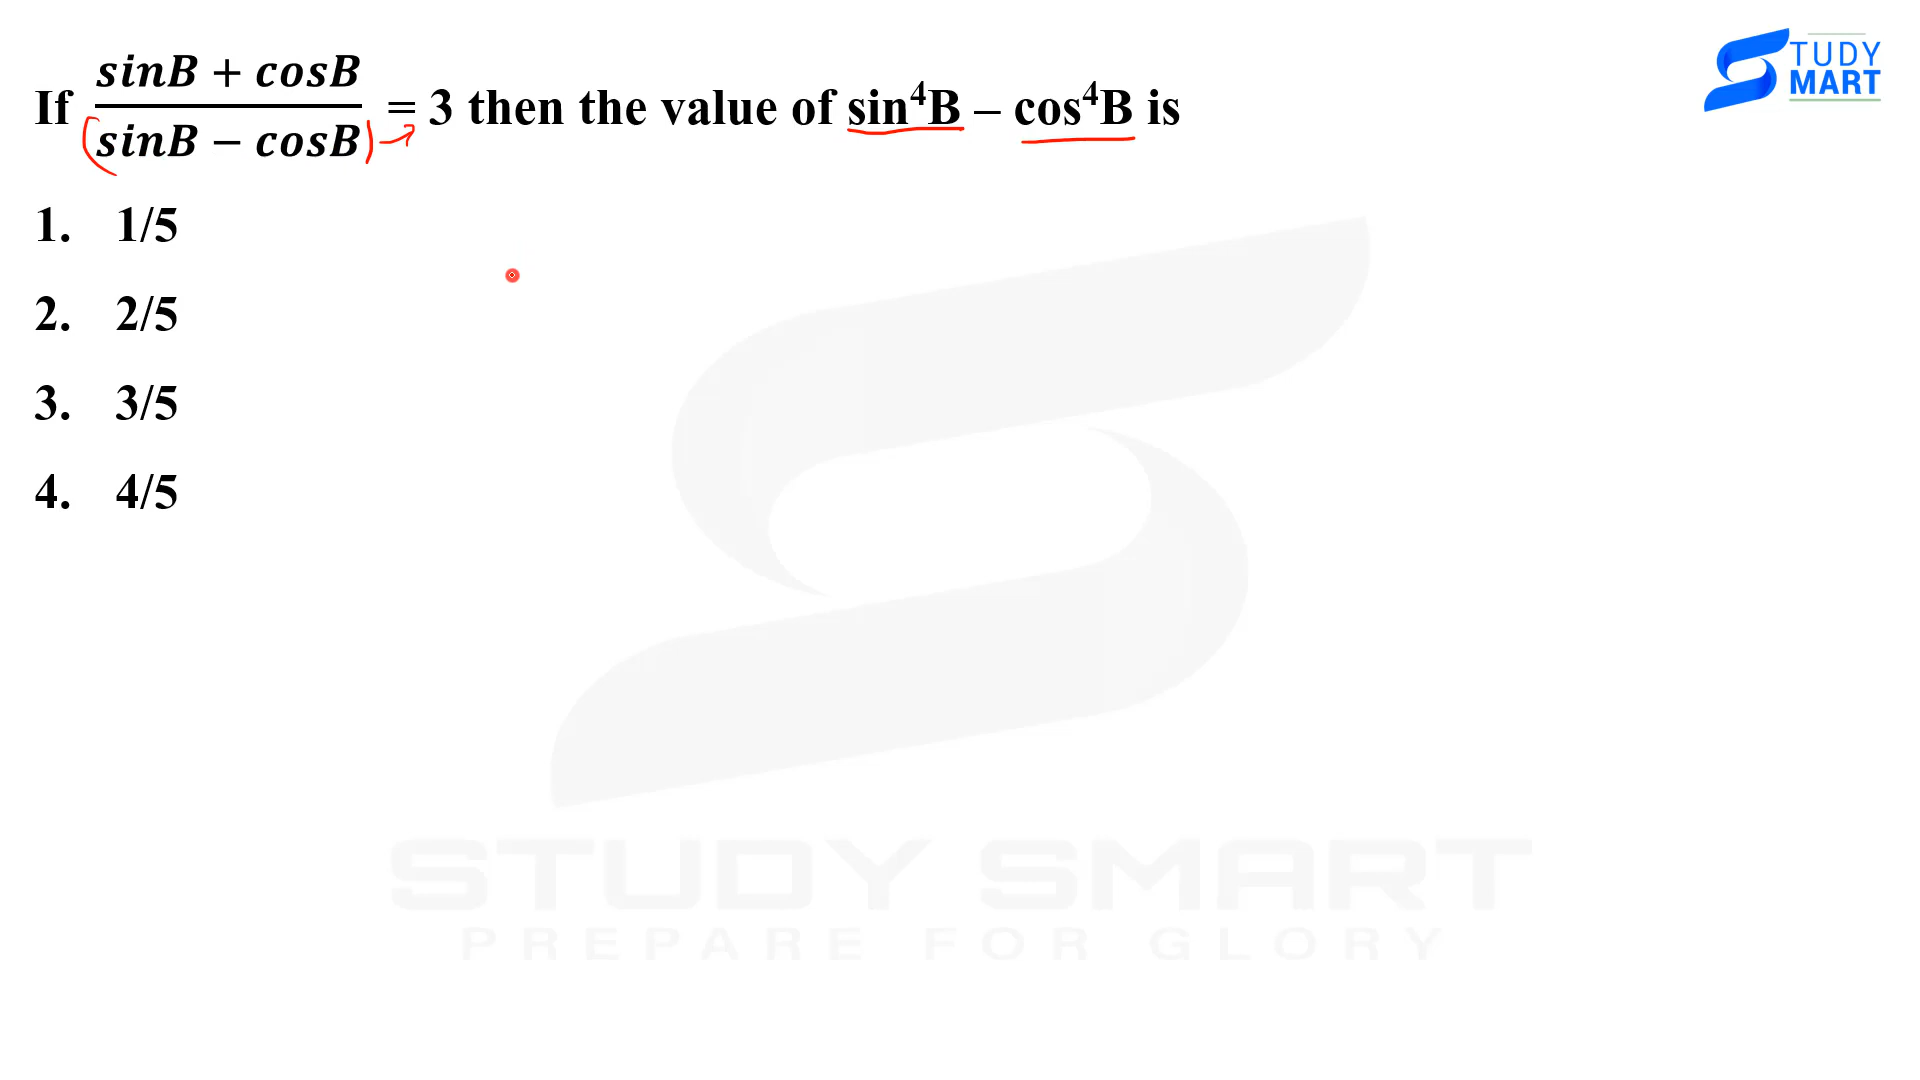 STUDY
MART
If sinB + cosB / sinB − cosB = 3 then the value of sin⁴B – cos⁴B is
1. 1/5
2. 2/5
3. 3/5
4. 4/5
STUDY SMART
PREPARE FOR GLORY